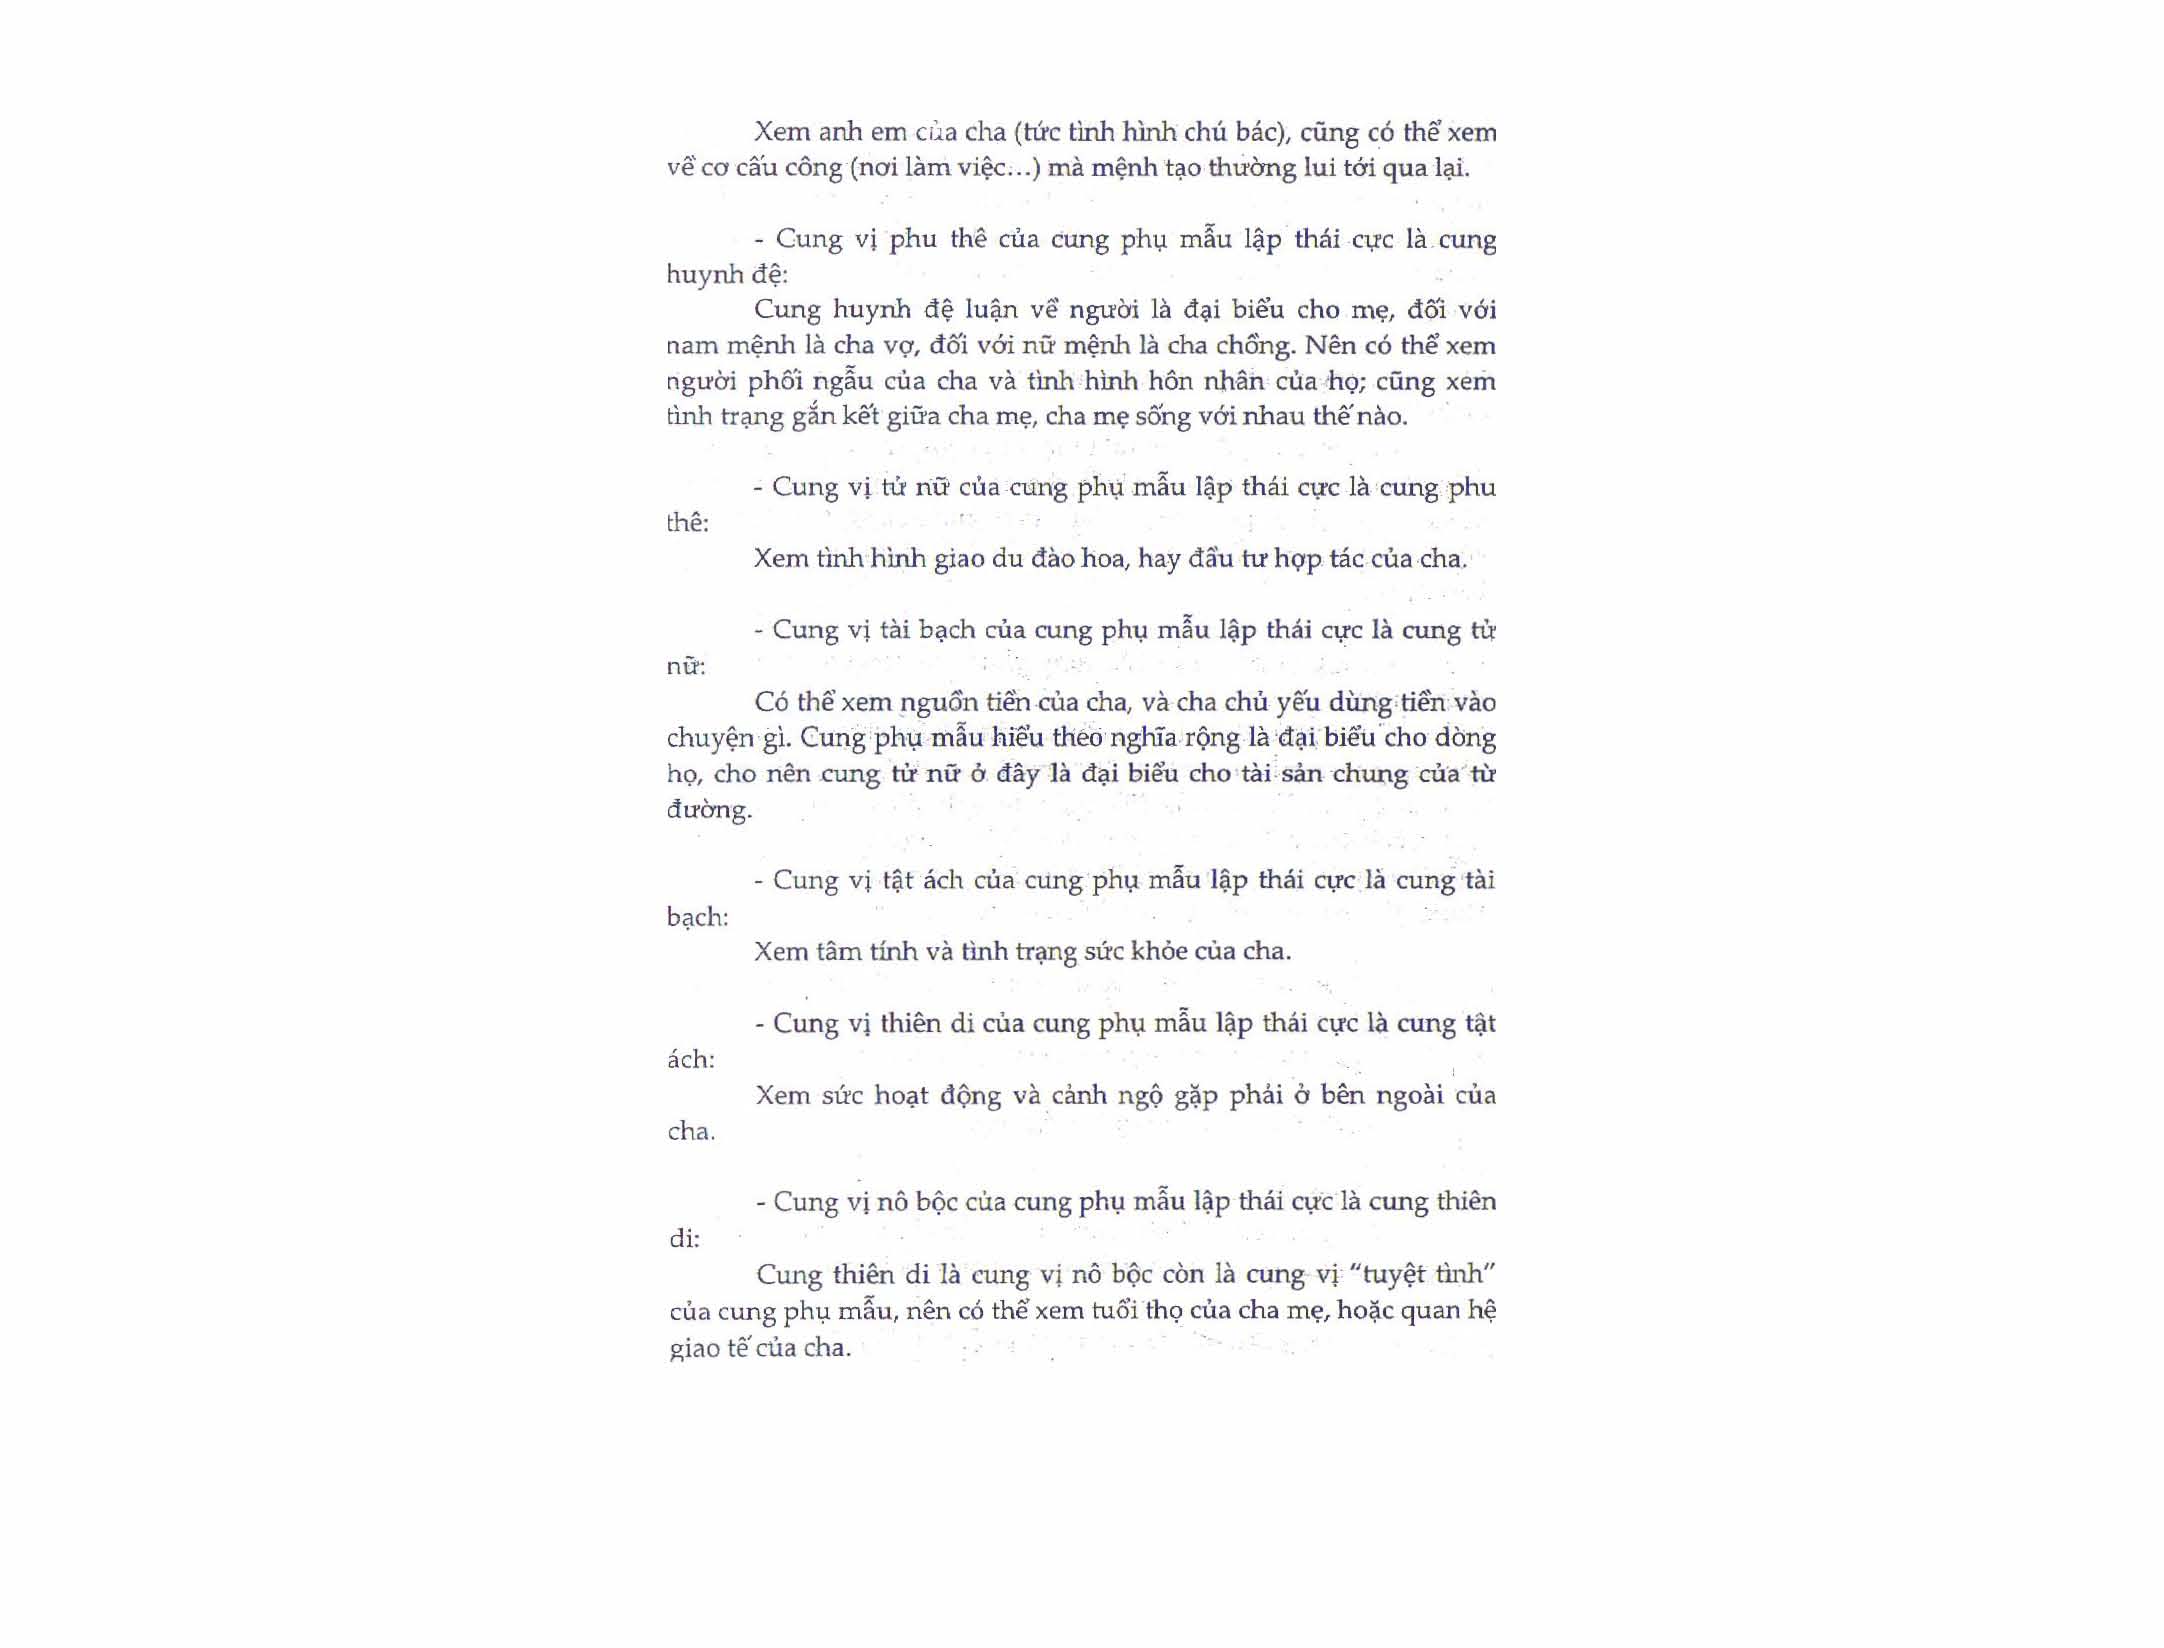 Xem anh em của cha (tức tình hình chú bác), cũng có thể xem
về cơ cấu công (nơi làm việc...) mà mệnh tạo thường lui tới qua lại.
- Cung vị phu thê của cung phụ mẫu lập thái cực là cung
huynh đệ:
Cung huynh đệ luận về người là đại biểu cho mẹ, đối với
nam mệnh là cha vợ, đối với nữ mệnh là cha chồng. Nên có thể xem
người phối ngẫu của cha và tình hình hôn nhân của họ; cũng xem
tình trạng gắn kết giữa cha mẹ, cha mẹ sống với nhau thế nào.
- Cung vị tử nữ của cung phụ mẫu lập thái cực là cung phu
thê:
Xem tình hình giao du đào hoa, hay đầu tư hợp tác của cha.
- Cung vị tài bạch của cung phụ mẫu lập thái cực là cung tử
nữ:
Có thể xem nguồn tiền của cha, và cha chủ yếu dùng tiền vào
chuyện gì. Cung phụ mẫu hiểu theo nghĩa rộng là đại biểu cho dòng
họ, cho nên cung tử nữ ở đây là đại biểu cho tài sản chung của từ
đường.
- Cung vị tật ách của cung phụ mẫu lập thái cực là cung tài
bạch:
Xem tâm tính và tình trạng sức khỏe của cha.
- Cung vị thiên di của cung phụ mẫu lập thái cực là cung tật
ách:
Xem sức hoạt động và cảnh ngộ gặp phải ở bên ngoài của
cha.
- Cung vị nô bộc của cung phụ mẫu lập thái cực là cung thiên
di:
Cung thiên di là cung vị nô bộc còn là cung vị "tuyệt tình"
của cung phụ mẫu, nên có thể xem tuổi thọ của cha mẹ, hoặc quan hệ
giao tế của cha.